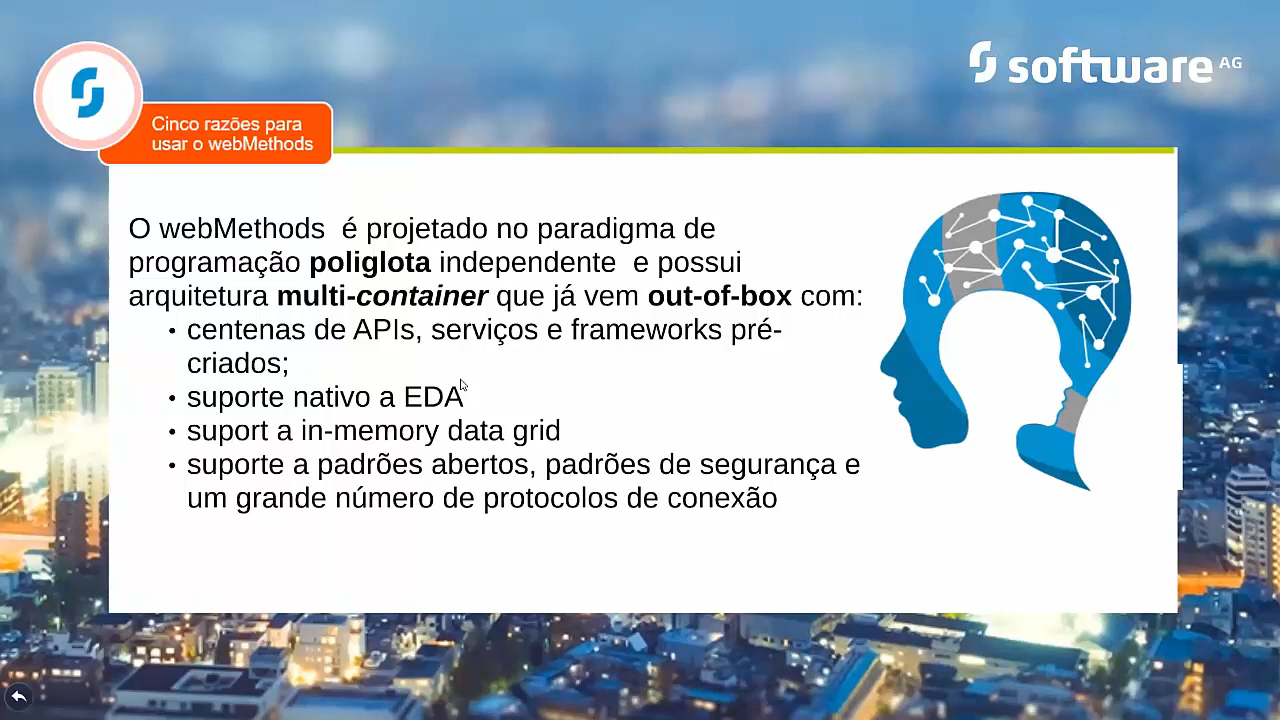 software AG
Cinco razões para
usar o webMethods
O webMethods  é projetado no paradigma de
programação poliglota independente  e possui
arquitetura multi-container que já vem out-of-box com:
• centenas de APIs, serviços e frameworks pré-
criados;
• suporte nativo a EDA
• suport a in-memory data grid
• suporte a padrões abertos, padrões de segurança e
um grande número de protocolos de conexão